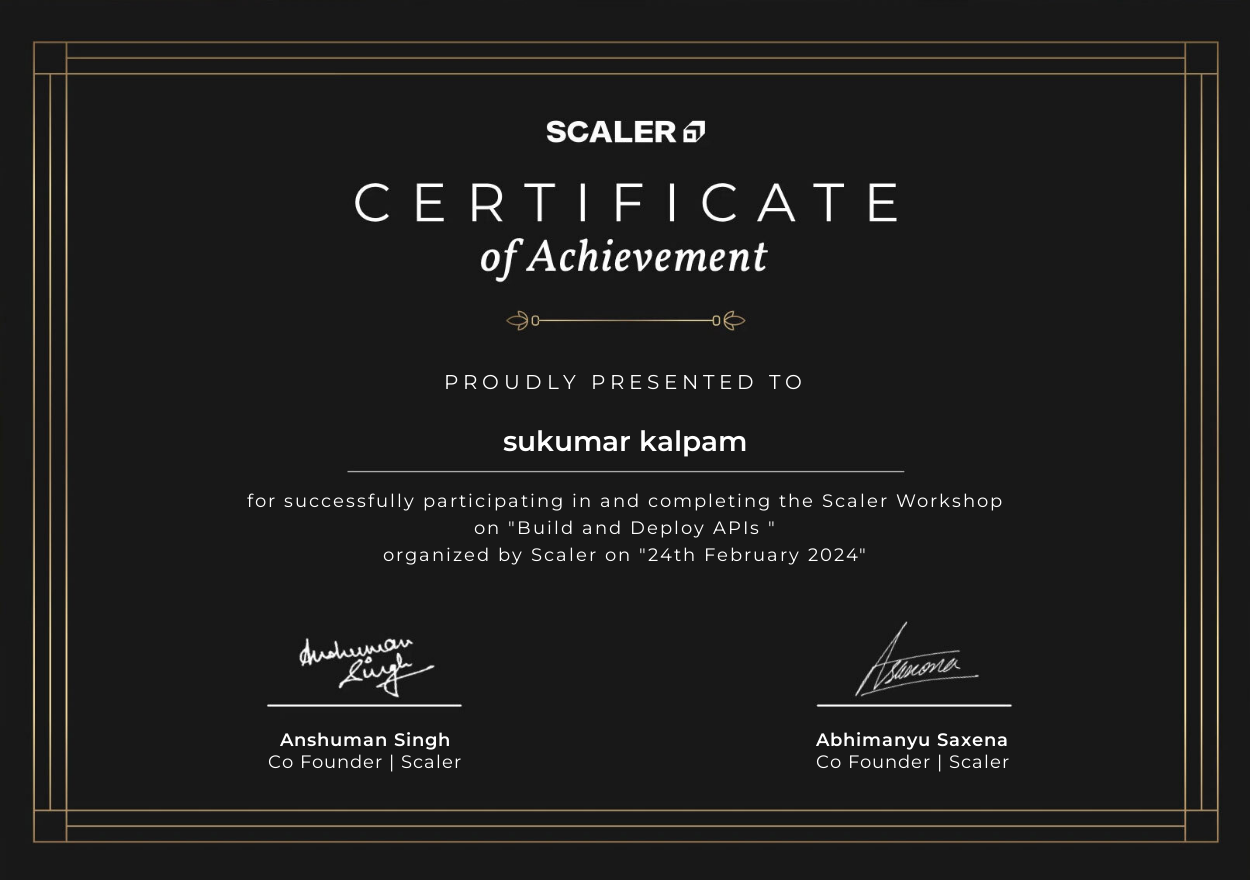 SCALER
CERTIFICATE
of Achievement
PROUDLY PRESENTED TO
sukumar kalpam
for successfully participating in and completing the Scaler Workshop
on "Build and Deploy APIs "
organized by Scaler on "24th February 2024"
Anshuman
Singh
Asaxena
Anshuman Singh
Co Founder | Scaler
Abhimanyu Saxena
Co Founder | Scaler